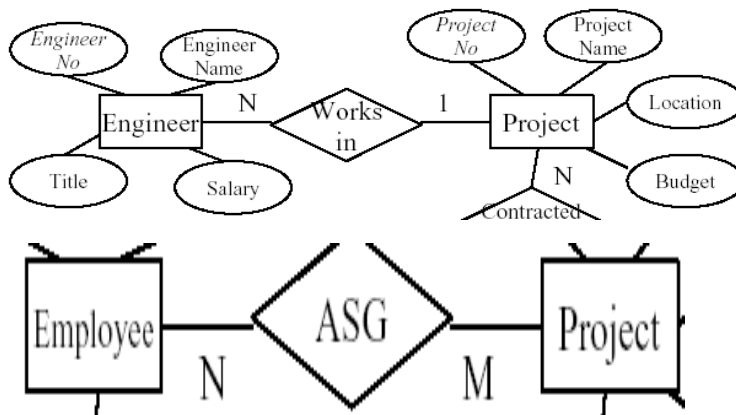 Engineer
No
Engineer
Name
Project
No
Project
Name
Engineer
N
Works
in
1
Project
Location
Title
Salary
N
Budget
Contracted
Employee
N
ASG
M
Project